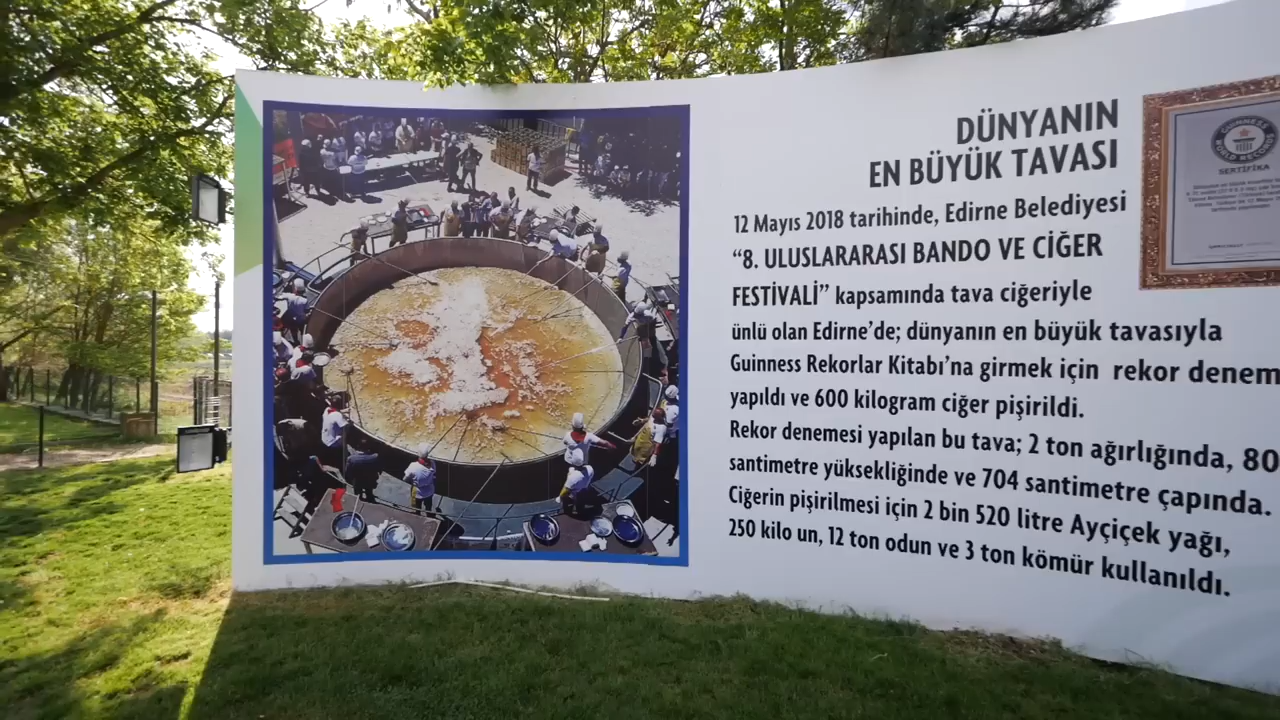 DÜNYANIN
EN BÜYÜK TAVASI
12 Mayıs 2018 tarihinde, Edirne Belediyesi
“8. ULUSLARARASI BANDO VE CİĞER
FESTİVALİ” kapsamında tava ciğeriyle
ünlü olan Edirne’de; dünyanın en büyük tavasıyla
Guinness Rekorlar Kitabı’na girmek için rekor denem
yapıldı ve 600 kilogram ciğer pişirildi.
Rekor denemesi yapılan bu tava; 2 ton ağırlığında, 80
santimetre yüksekliğinde ve 704 santimetre çapında.
Ciğerin pişirilmesi için 2 bin 520 litre Ayçiçek yağı,
250 kilo un, 12 ton odun ve 3 ton kömür kullanıldı.
GUINNESS
WORLD RECORDS
SERTİFİKA